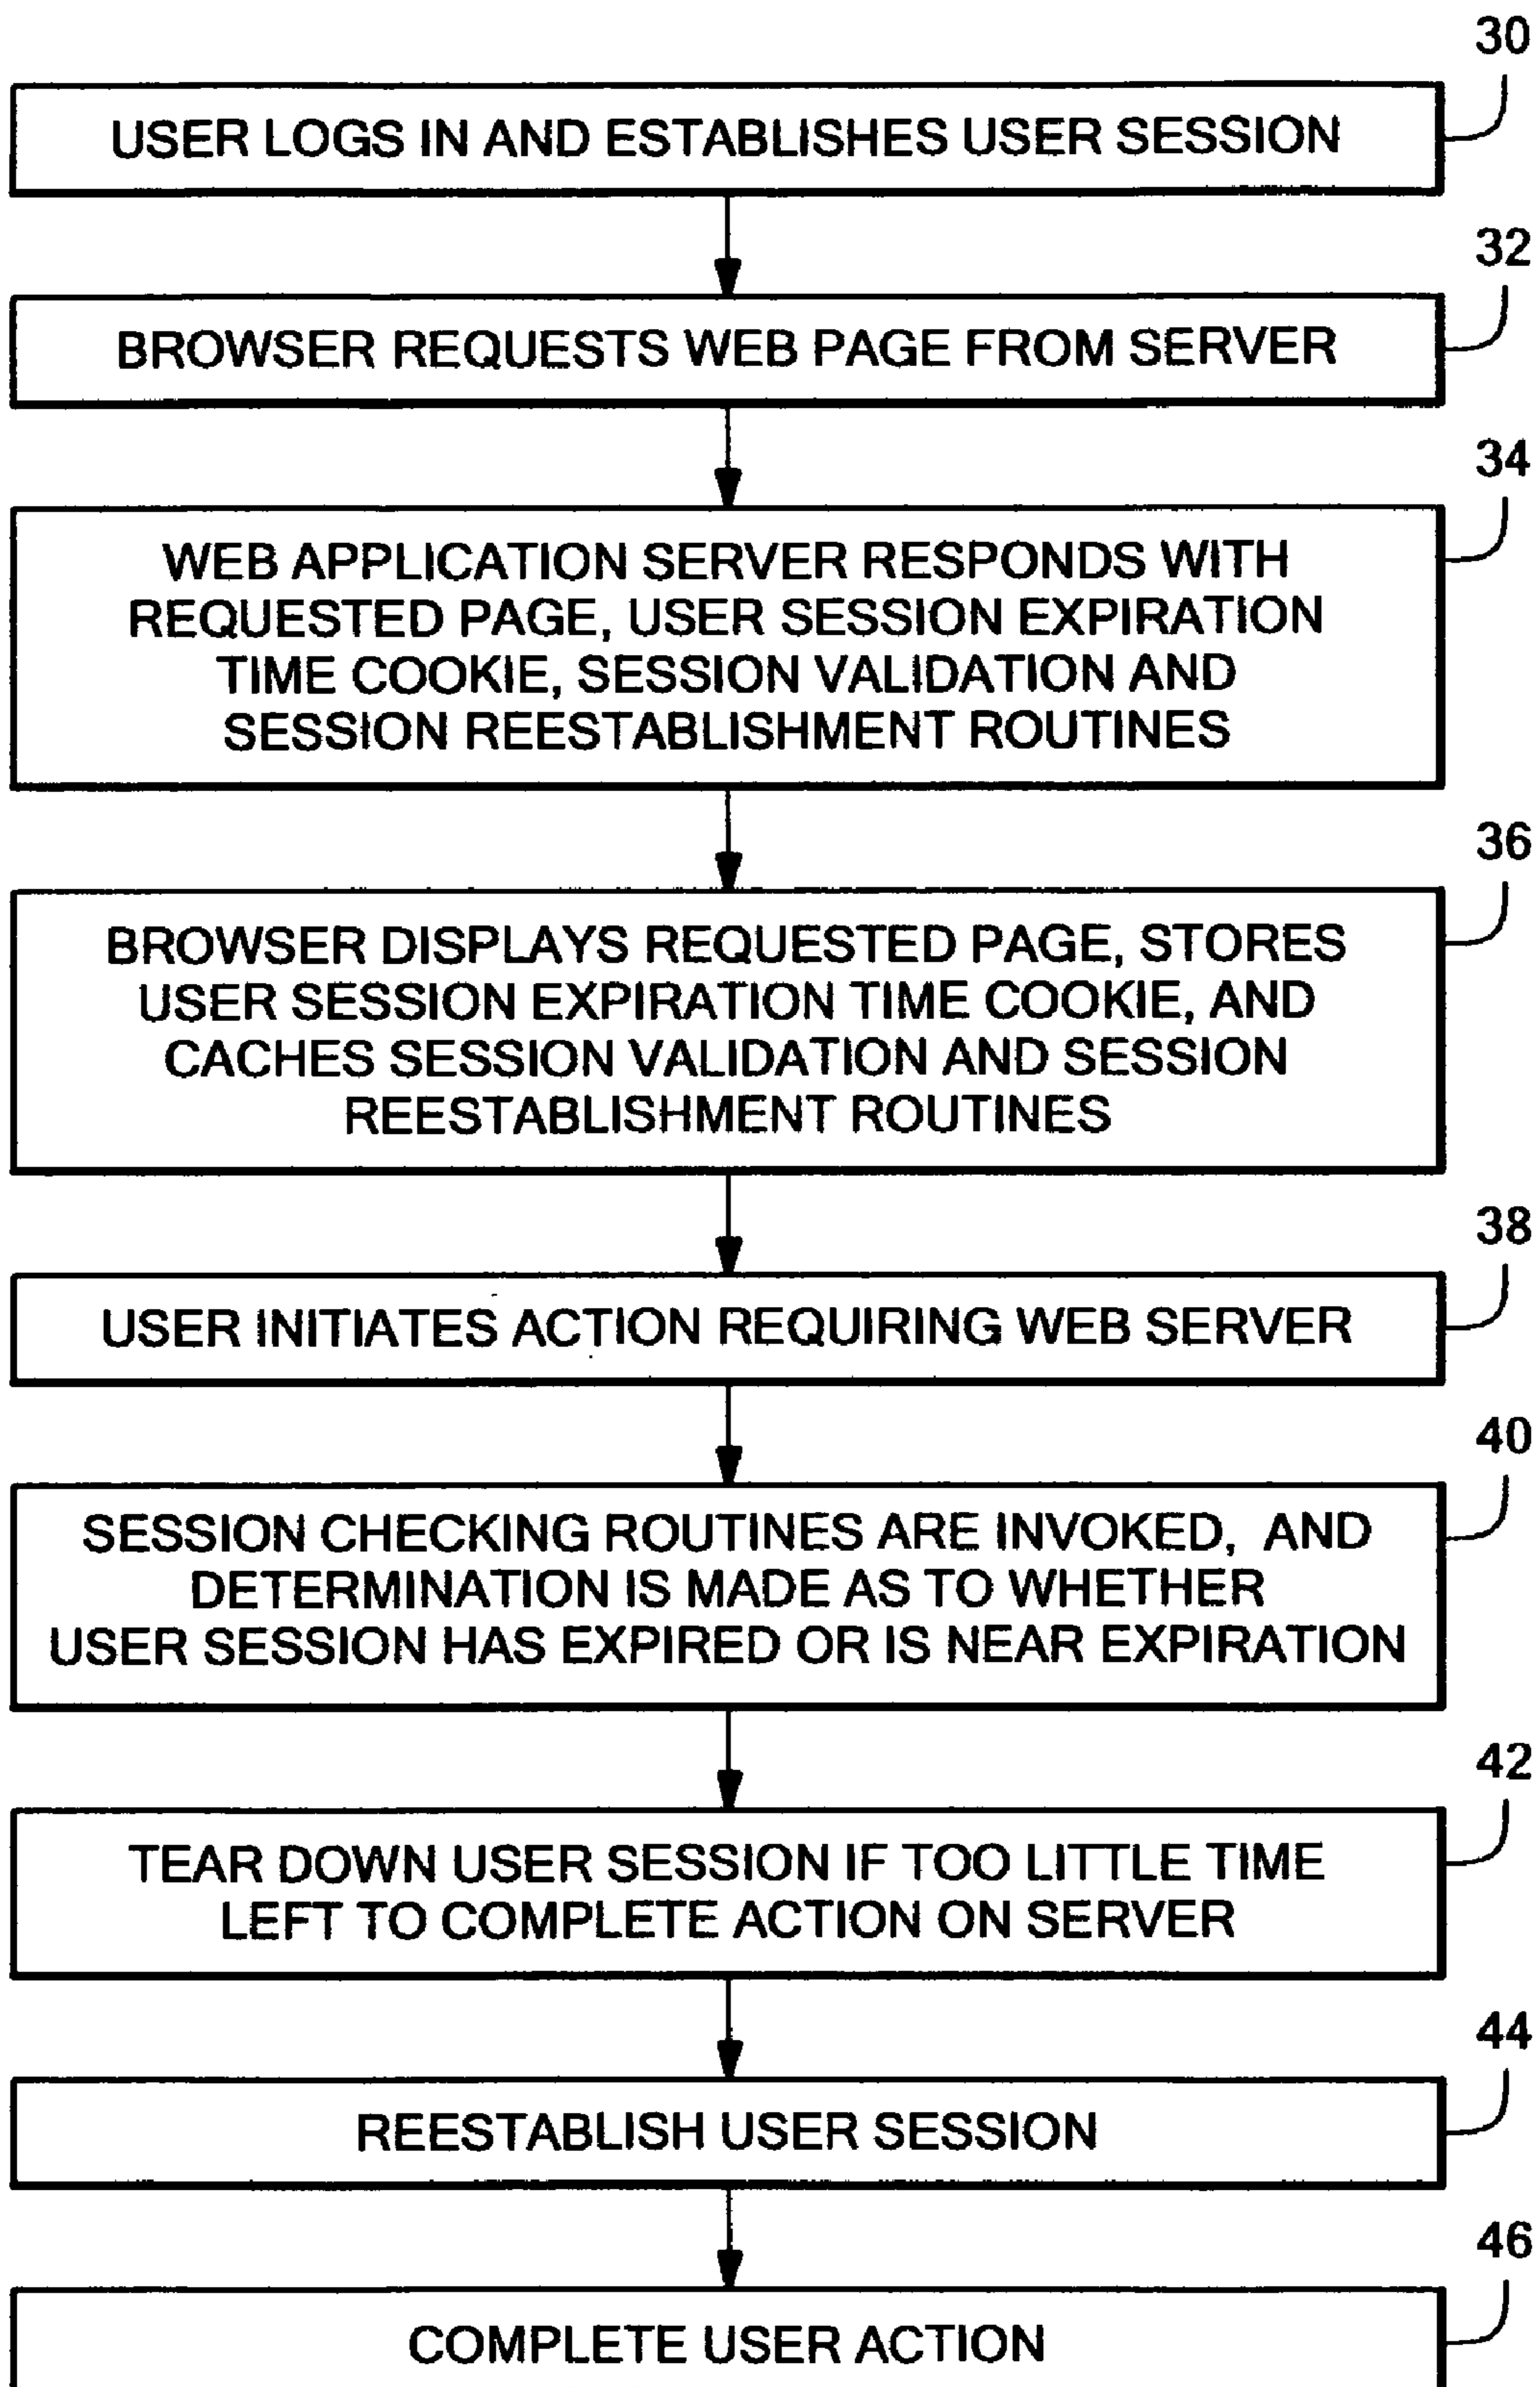 30
USER LOGS IN AND ESTABLISHES USER SESSION
32
BROWSER REQUESTS WEB PAGE FROM SERVER
34
WEB APPLICATION SERVER RESPONDS WITH
REQUESTED PAGE, USER SESSION EXPIRATION
TIME COOKIE, SESSION VALIDATION AND
SESSION REESTABLISHMENT ROUTINES
36
BROWSER DISPLAYS REQUESTED PAGE, STORES
USER SESSION EXPIRATION TIME COOKIE, AND
CACHES SESSION VALIDATION AND SESSION
REESTABLISHMENT ROUTINES
38
USER INITIATES ACTION REQUIRING WEB SERVER
40
SESSION CHECKING ROUTINES ARE INVOKED, AND
DETERMINATION IS MADE AS TO WHETHER
USER SESSION HAS EXPIRED OR IS NEAR EXPIRATION
42
TEAR DOWN USER SESSION IF TOO LITTLE TIME
LEFT TO COMPLETE ACTION ON SERVER
44
REESTABLISH USER SESSION
46
COMPLETE USER ACTION